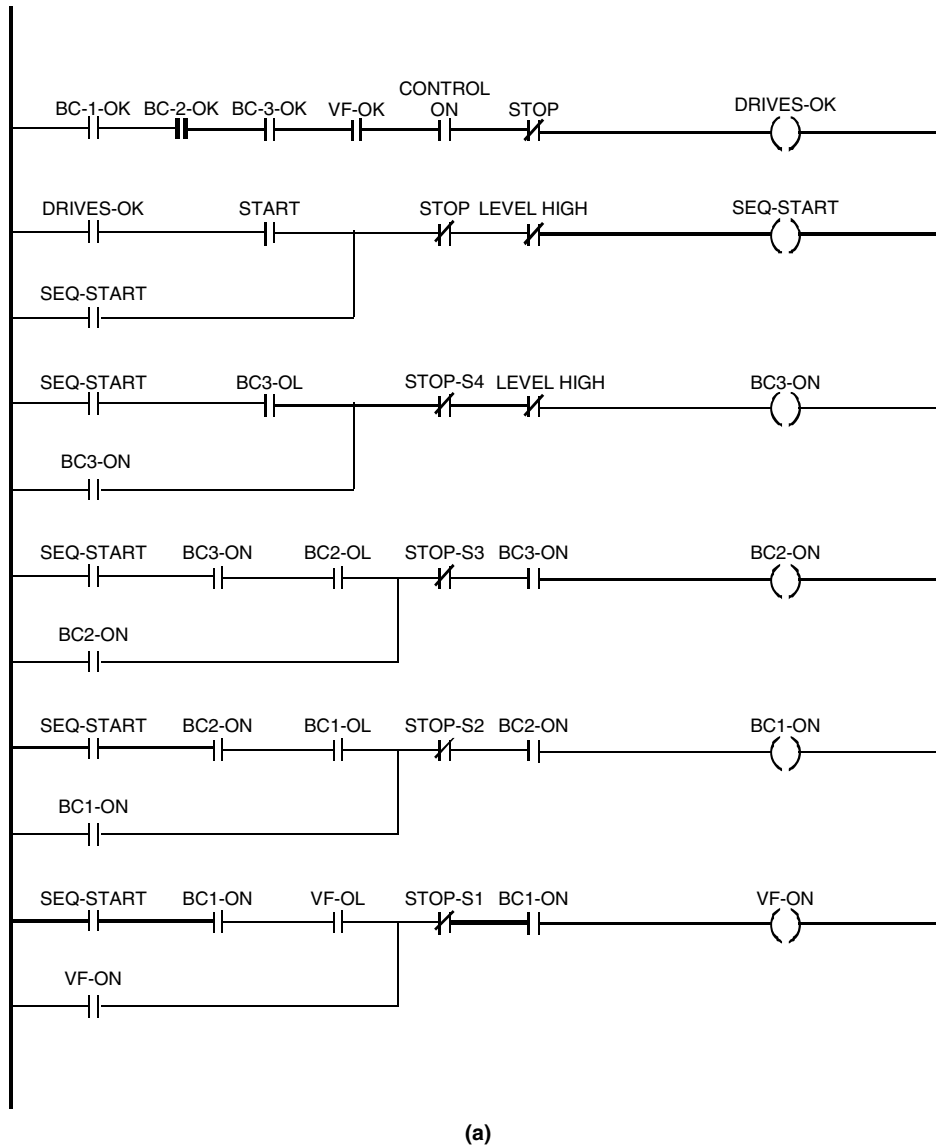 CONTROL
BC-1-OK BC-2-OK BC-3-OK VF-OK ON STOP DRIVES-OK
DRIVES-OK START STOP LEVEL HIGH SEQ-START
SEQ-START
SEQ-START BC3-OL STOP-S4 LEVEL HIGH BC3-ON
BC3-ON
SEQ-START BC3-ON BC2-OL STOP-S3 BC3-ON BC2-ON
BC2-ON
SEQ-START BC2-ON BC1-OL STOP-S2 BC2-ON BC1-ON
BC1-ON
SEQ-START BC1-ON VF-OL STOP-S1 BC1-ON VF-ON
VF-ON
(a)